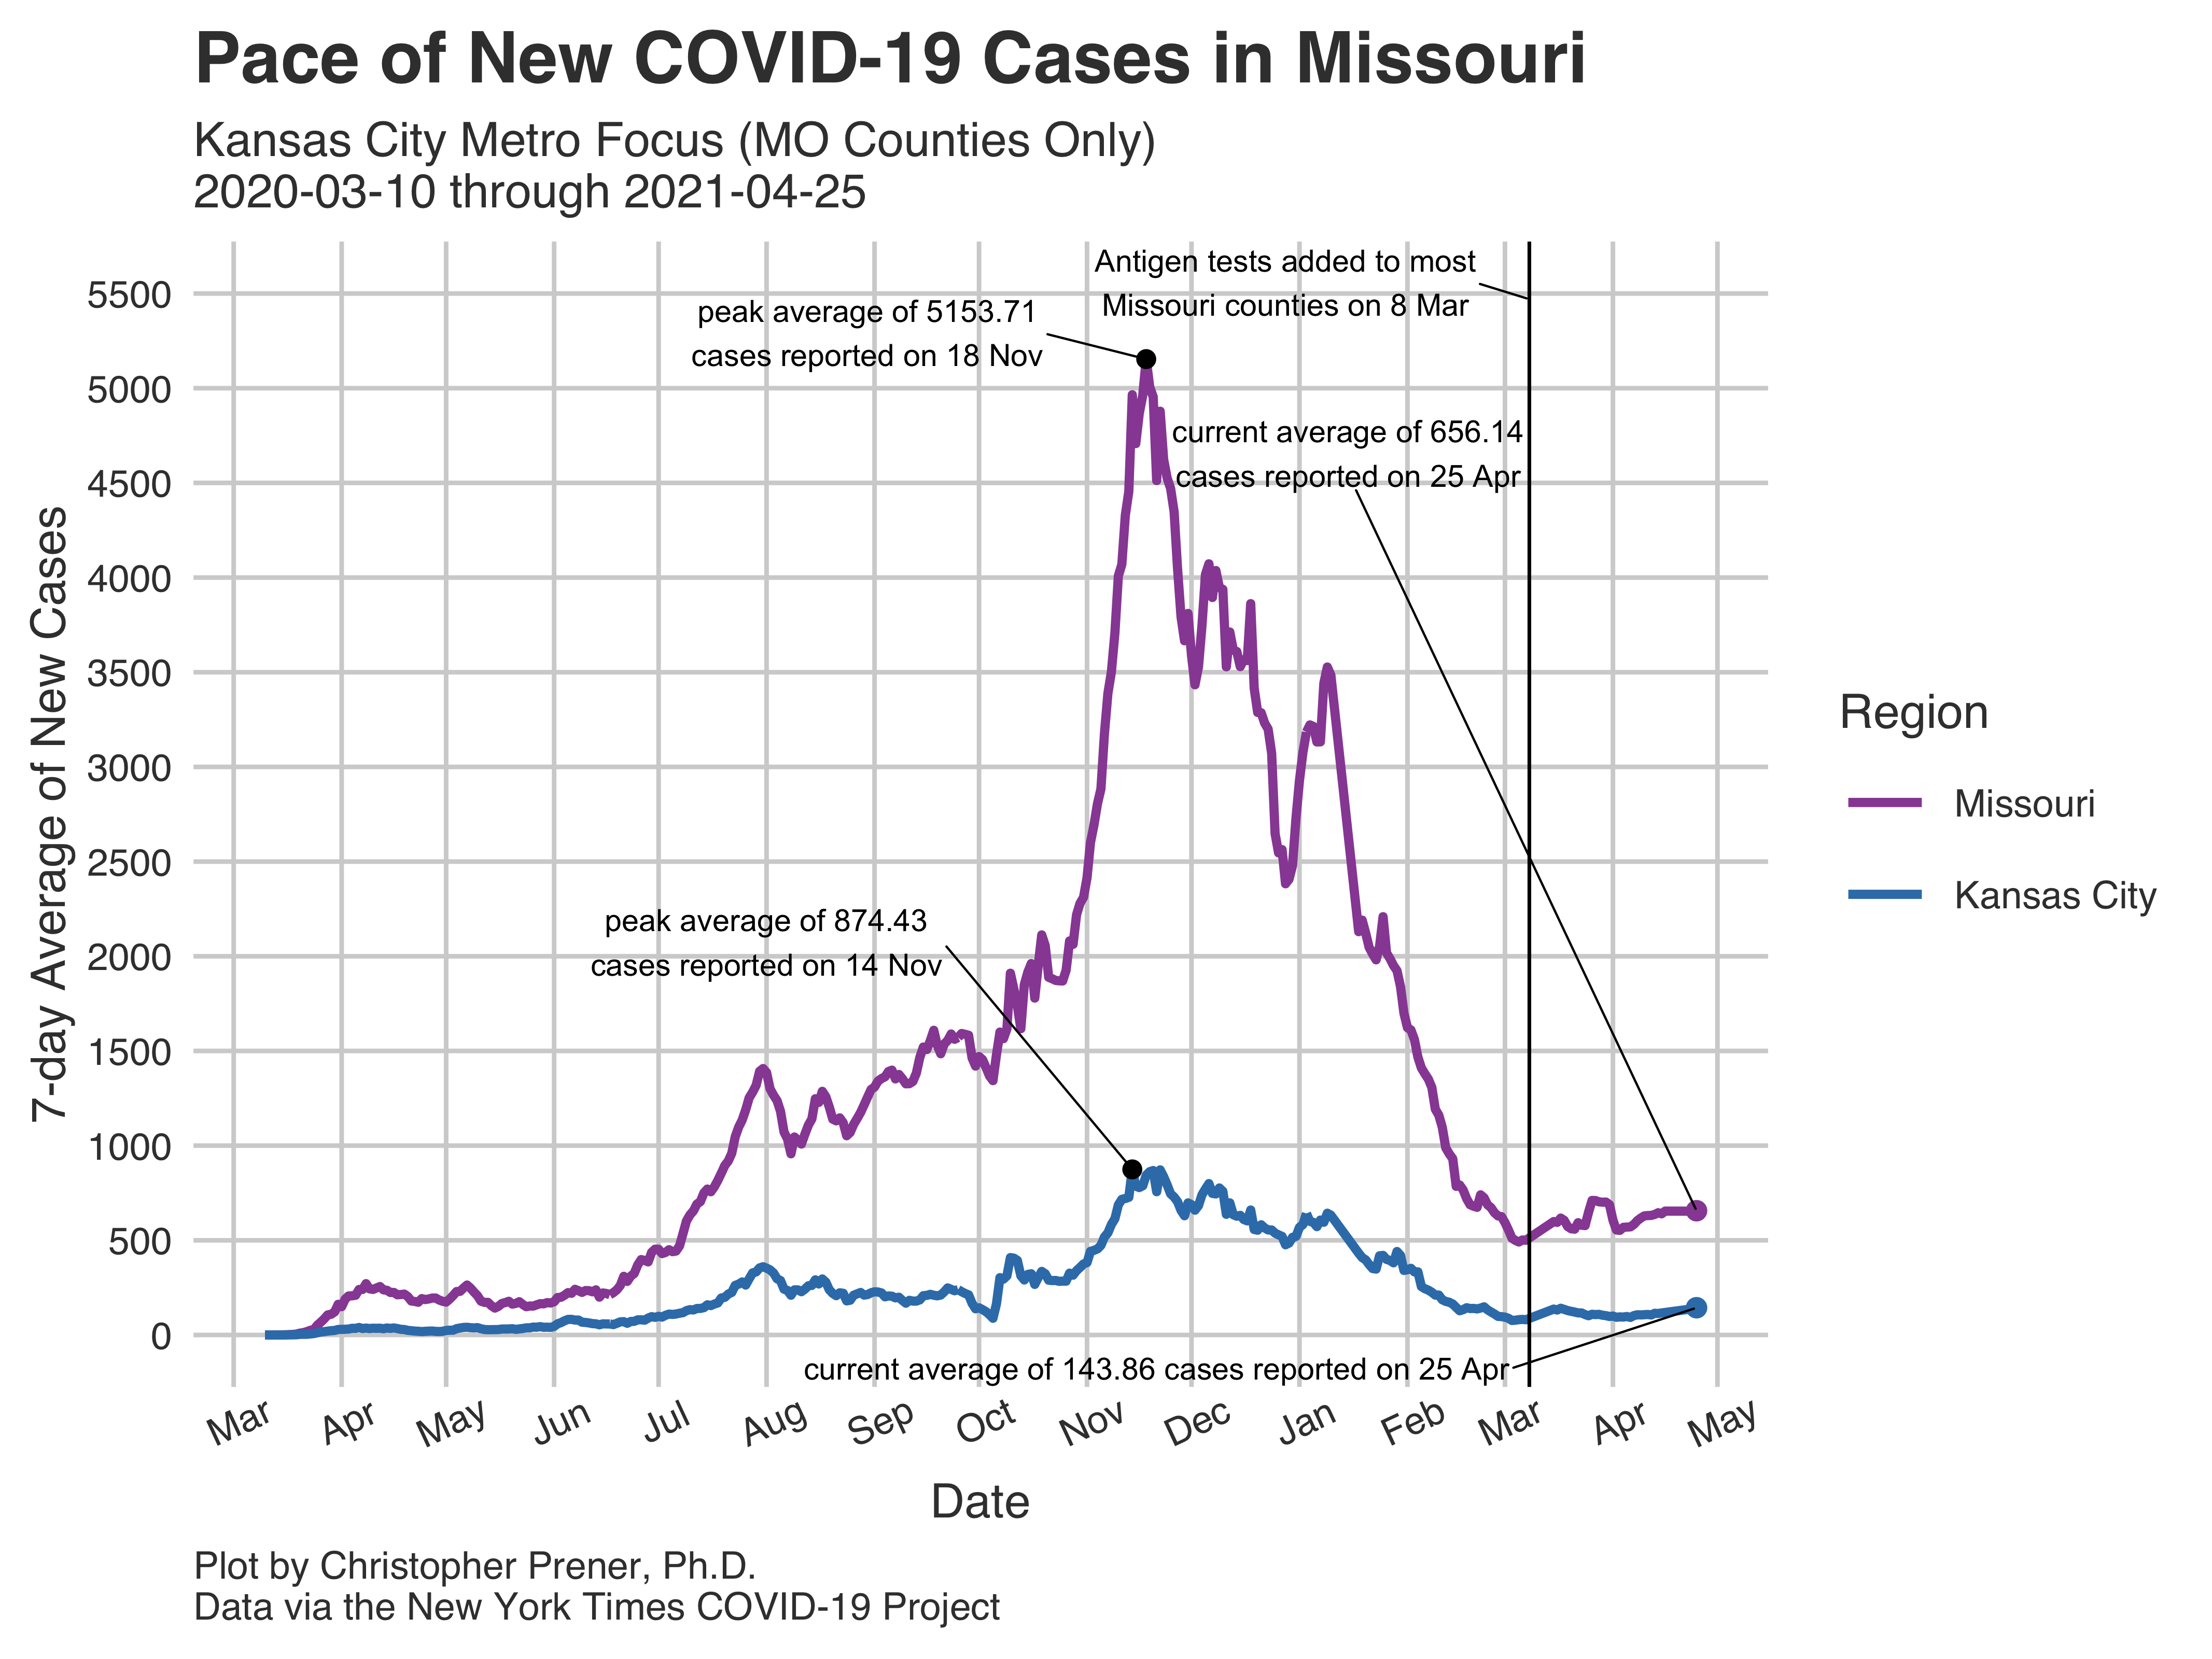 Pace of New COVID-19 Cases in Missouri
Kansas City Metro Focus (MO Counties Only)
2020-03-10 through 2021-04-25
7-day Average of New Cases
5500
5000
4500
4000
3500
3000
2500
2000
1500
1000
500
0
Antigen tests added to most
Missouri counties on 8 Mar
peak average of 5153.71
cases reported on 18 Nov
current average of 656.14
cases reported on 25 Apr
peak average of 874.43
cases reported on 14 Nov
current average of 143.86 cases reported on 25 Apr
Mar Apr May Jun Jul Aug Sep Oct Nov Dec Jan Feb Mar Apr May
Date
Region
Missouri
Kansas City
Plot by Christopher Prener, Ph.D.
Data via the New York Times COVID-19 Project